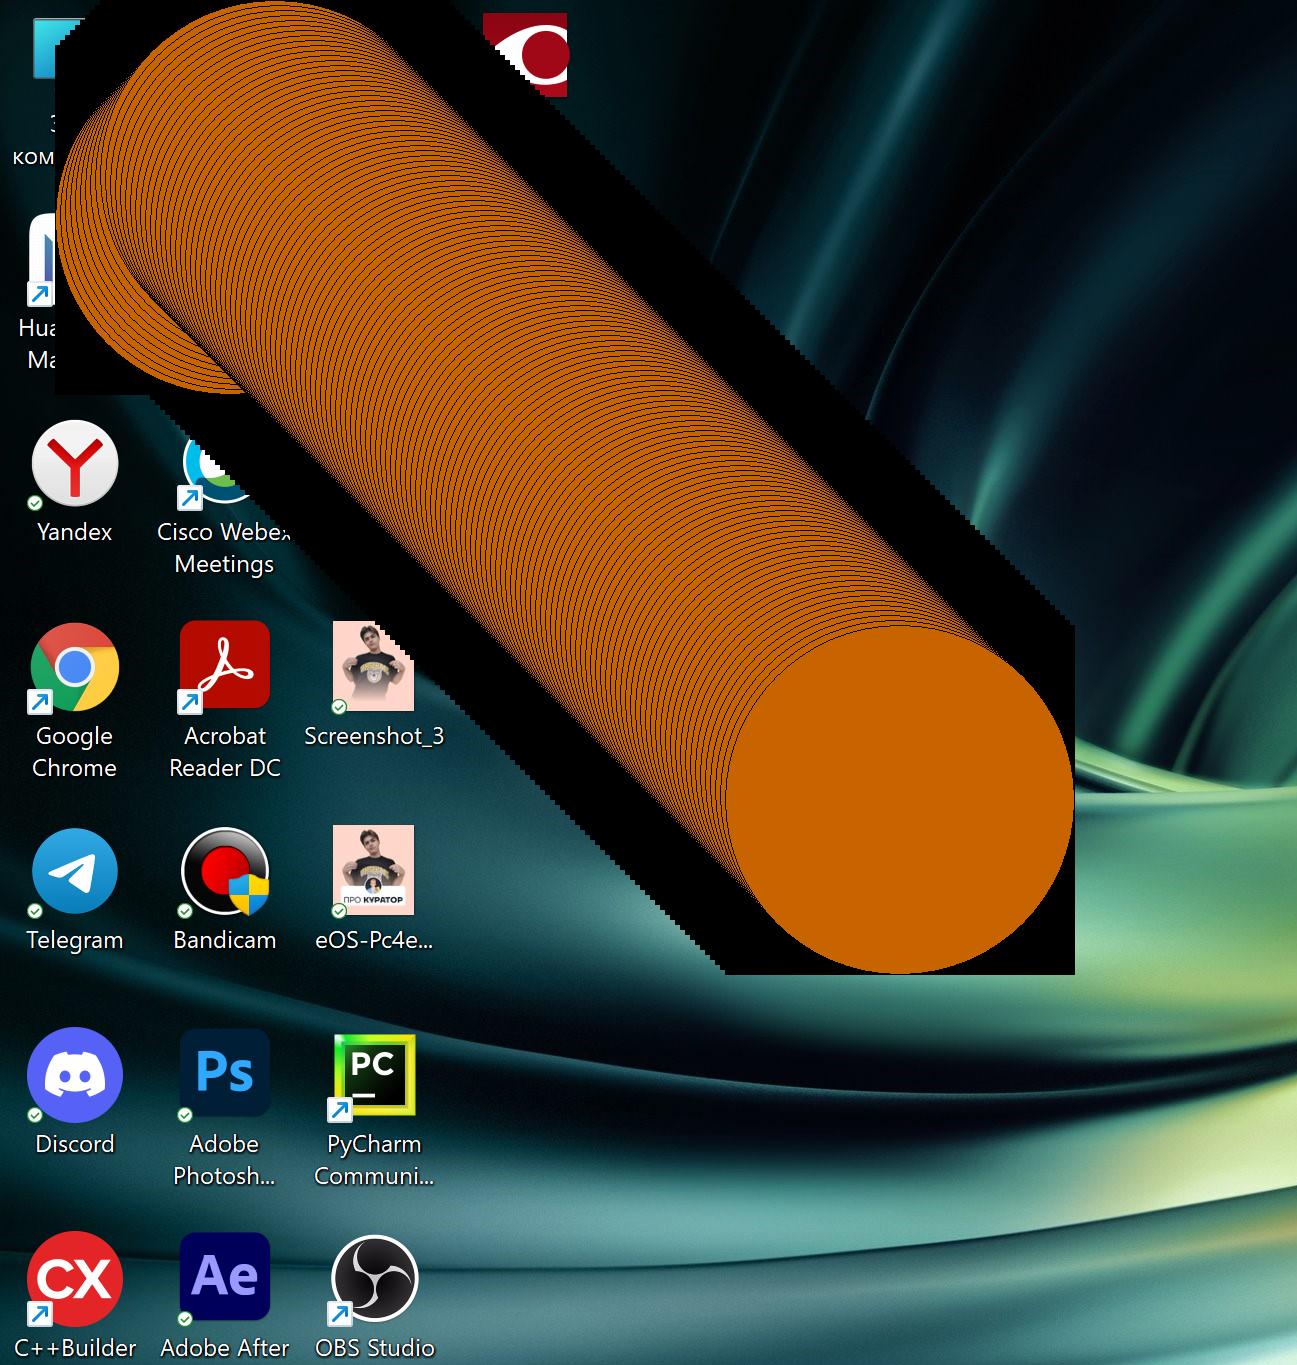 КОМ
Hua
Ma
Yandex
Cisco Webex
Meetings
Google
Chrome
Acrobat
Reader DC
Screenshot_3
Telegram
Bandicam
ПРО КУРАТОР
eOS-Pc4e...
Discord
Ps
Adobe
Photosh...
PC
PyCharm
Communi...
CX
C++Builder
Ae
Adobe After
OBS Studio